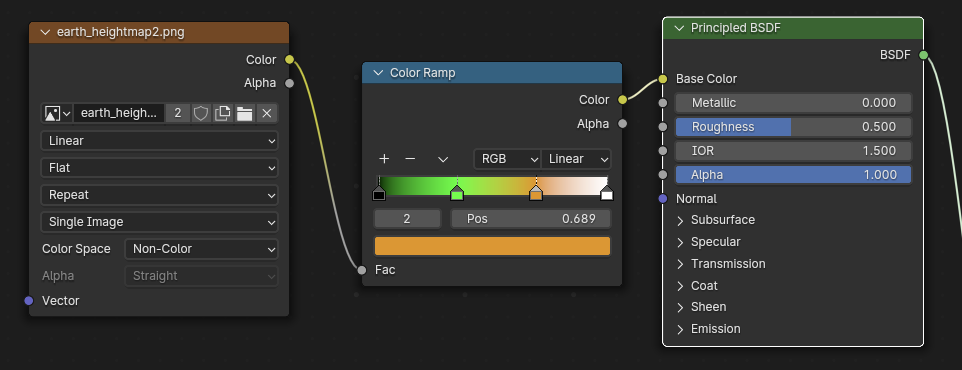 earth_heightmap2.png
Color
Alpha
earth_heigh... 2
Linear
Flat
Repeat
Single Image
Color Space Non-Color
Alpha Straight
Vector
Color Ramp
Color
Alpha
RGB Linear
2 Pos 0.689
Fac
Principled BSDF
BSDF
Base Color
Metallic 0.000
Roughness 0.500
IOR 1.500
Alpha 1.000
Normal
Subsurface
Specular
Transmission
Coat
Sheen
Emission